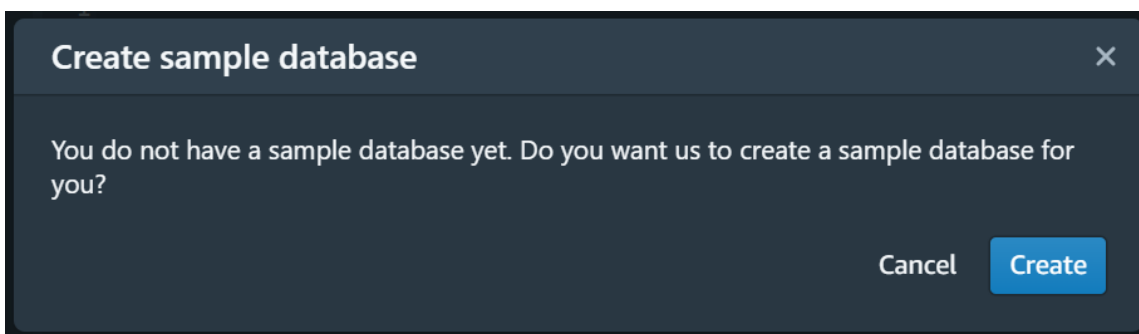 Create sample database
You do not have a sample database yet. Do you want us to create a sample database for
you?
Cancel
Create